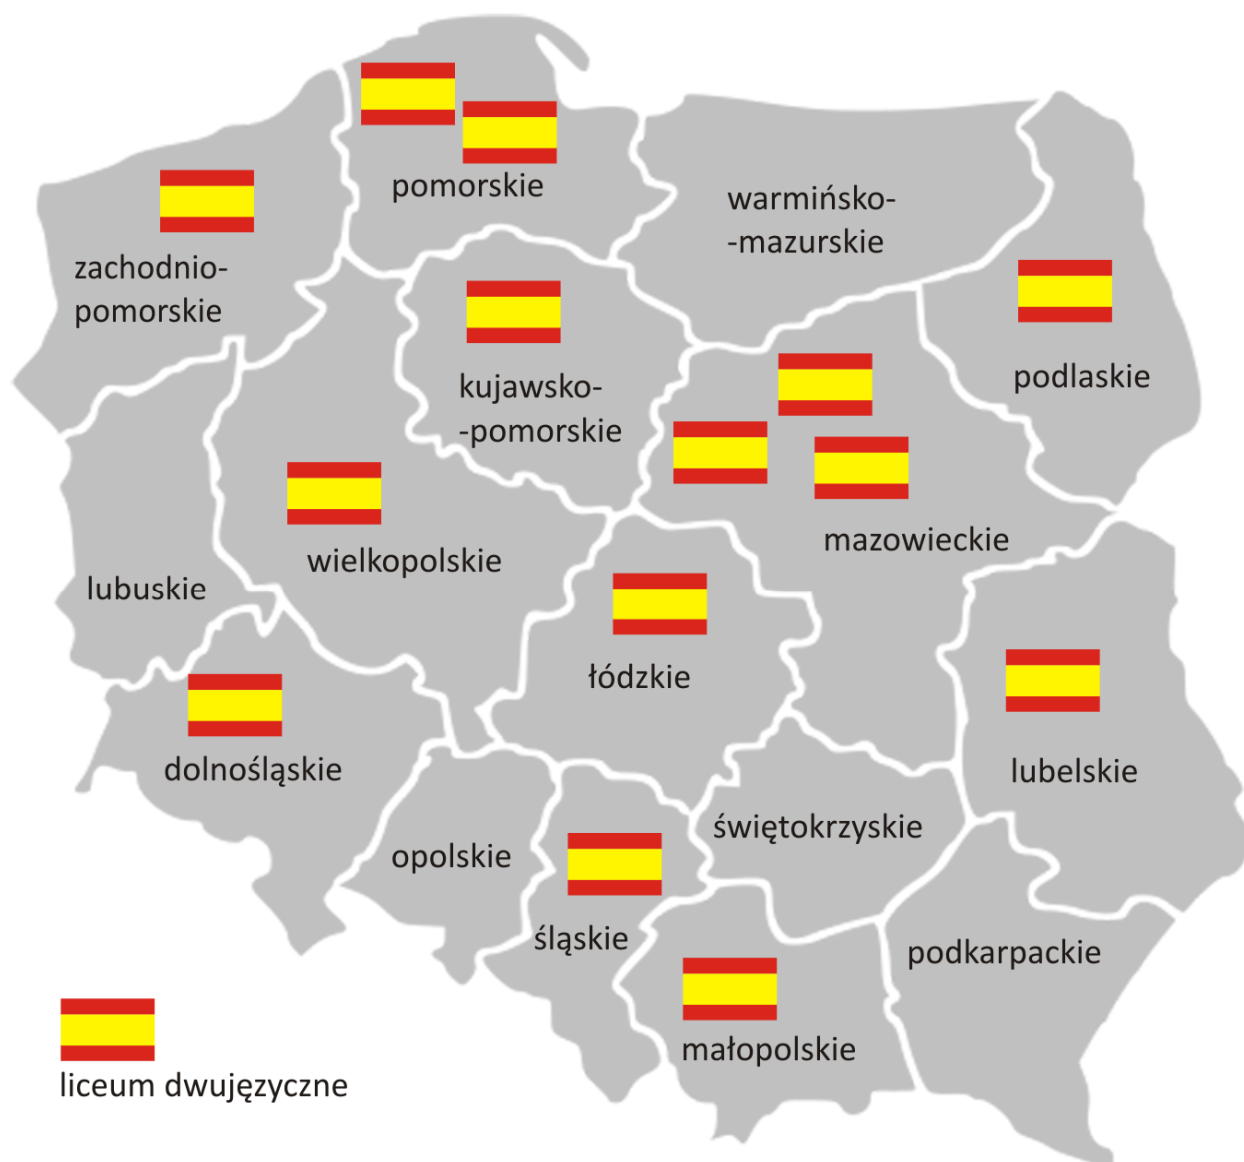 pomorskie
warmińsko-
-mazurskie
zachodnio-
pomorskie
podlaskie
kujawsko-
-pomorskie
mazowieckie
wielkopolskie
lubuskie
łódzkie
dolnośląskie
lubelskie
świętokrzyskie
opolskie
śląskie
podkarpackie
małopolskie
liceum dwujęzyczne